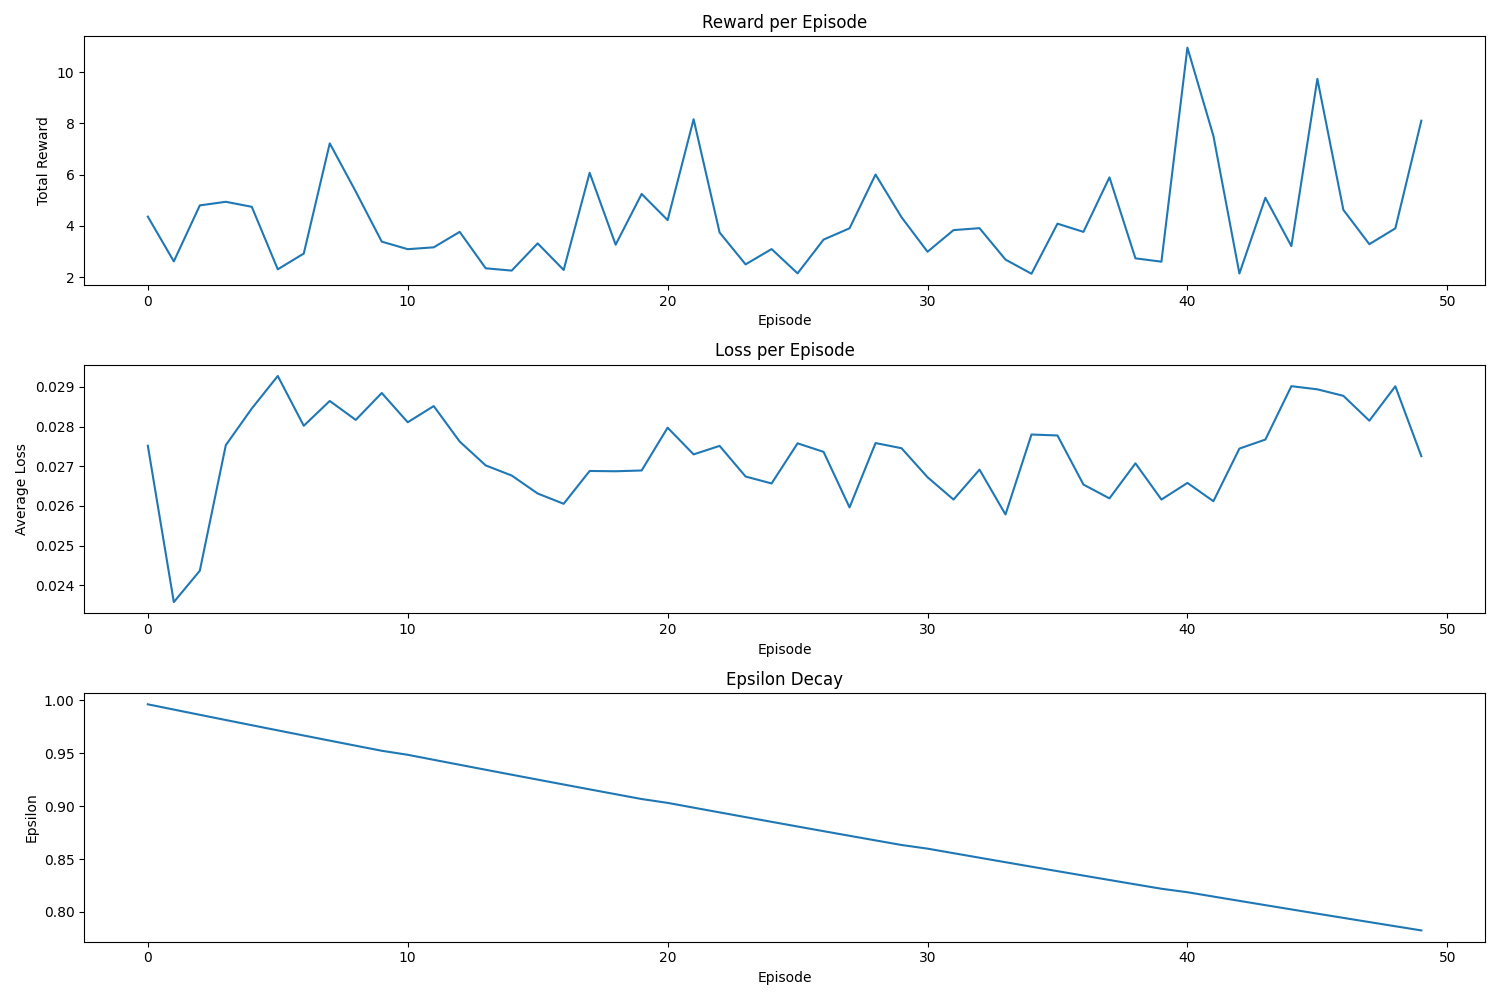 Reward per Episode
Total Reward
10
8
6
4
2
0 10 20 30 40 50
Episode
Loss per Episode
Average Loss
0.029
0.028
0.027
0.026
0.025
0.024
0 10 20 30 40 50
Episode
Epsilon Decay
Epsilon
1.00
0.95
0.90
0.85
0.80
0 10 20 30 40 50
Episode